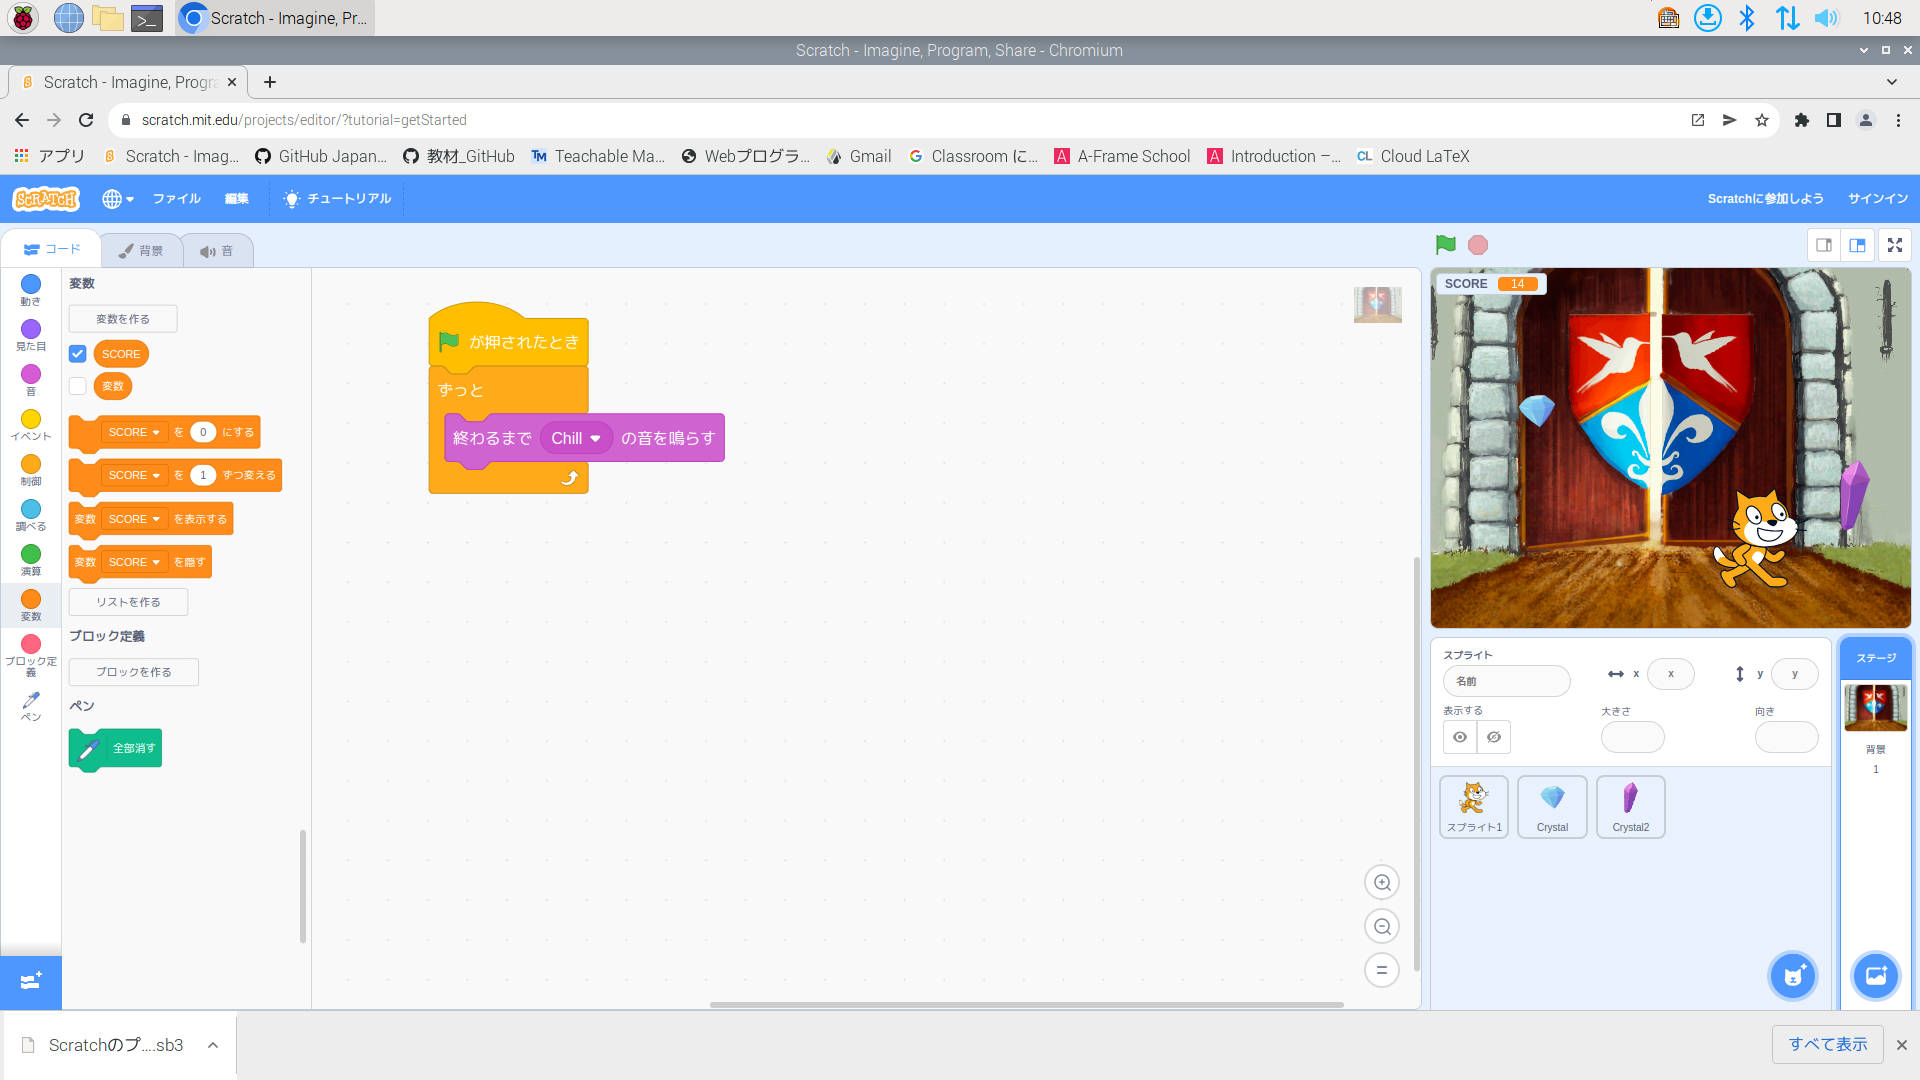 Scratch - Imagine, Pr...
10:48
Scratch - Imagine, Program, Share - Chromium
Scratch - Imagine, Progra
scratch.mit.edu/projects/editor/?tutorial=getStarted
アプリ
Scratch - Imag...
GitHub Japan...
教材_GitHub
TM Teachable Ma...
Webプログラ...
Gmail
G Classroom に...
A A-Frame School
A Introduction –...
CL Cloud LaTeX
SCRATCH
ファイル
編集
チュートリアル
Scratchに参加しよう
サインイン
コード
背景
音
動き
見た目
音
イベント
制御
調べる
演算
変数
ブロック定義
ペン
変数
変数を作る
SCORE
変数
SCORE を 0 にする
SCORE を 1 ずつ変える
変数 SCORE を表示する
変数 SCORE を隠す
リストを作る
ブロック定義
ブロックを作る
ペン
全部消す
が押されたとき
ずっと
終わるまで Chill の音を鳴らす
SCORE 14
スプライト
名前
x x
y y
表示する
大きさ
向き
スプライト1
Crystal
Crystal2
ステージ
背景
1
Scratchのプ....sb3
すべて表示